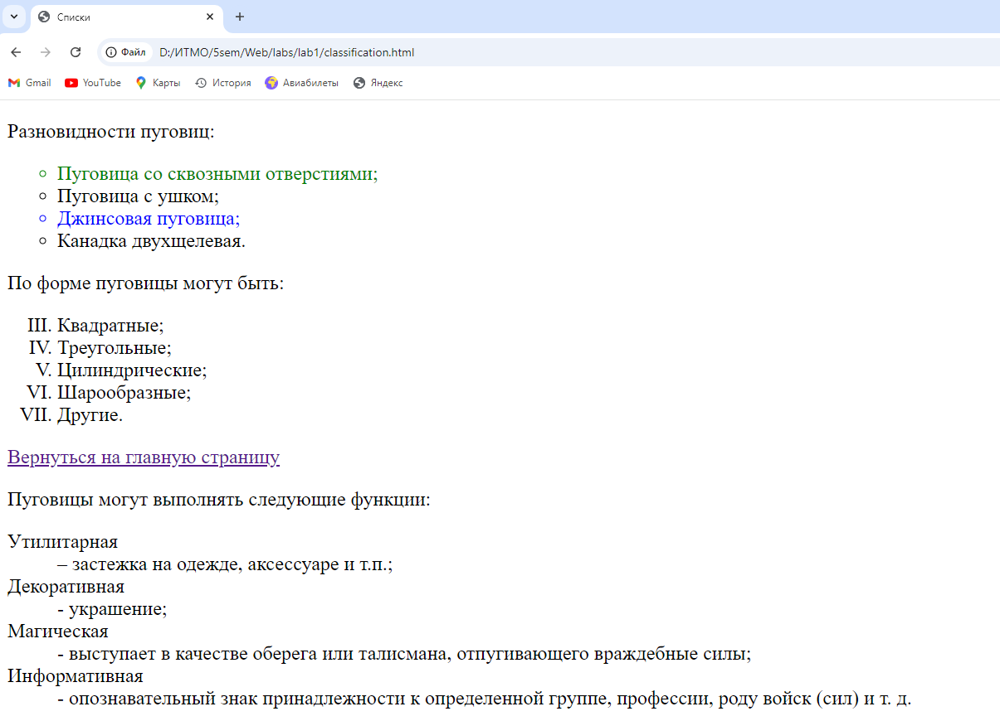 Списки
Файл D:/ИТМО/5sem/Web/labs/lab1/classification.html
Gmail YouTube Карты История Авиабилеты Яндекс
Разновидности пуговиц:
Пуговица со сквозными отверстиями;
Пуговица с ушком;
Джинсовая пуговица;
Канадка двухщелевая.
По форме пуговицы могут быть:
III. Квадратные;
IV. Треугольные;
V. Цилиндрические;
VI. Шарообразные;
VII. Другие.
Вернуться на главную страницу
Пуговицы могут выполнять следующие функции:
Утилитарная
– застежка на одежде, аксессуаре и т.п.;
Декоративная
- украшение;
Магическая
- выступает в качестве оберега или талисмана, отпугивающего враждебные силы;
Информативная
- опознавательный знак принадлежности к определенной группе, профессии, роду войск (сил) и т. д.